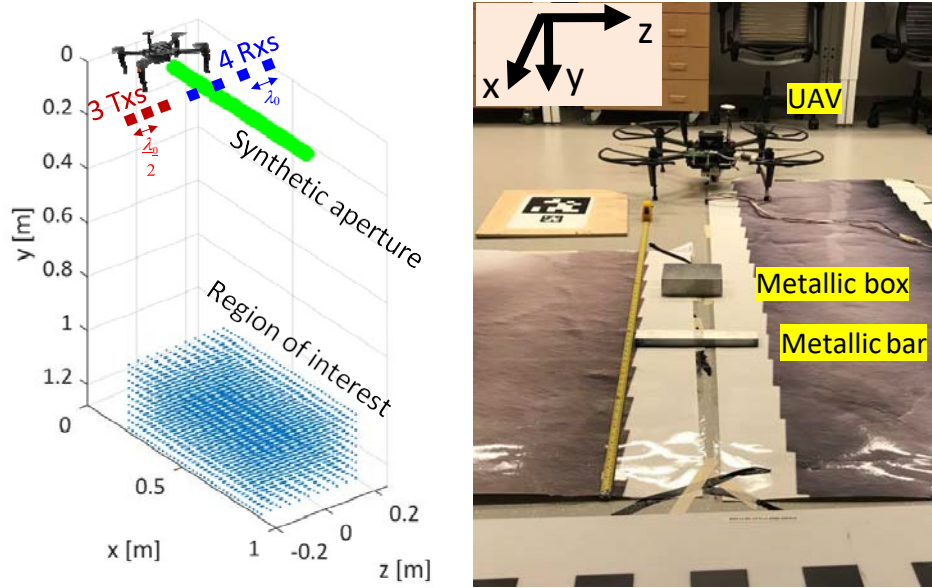 0
0.2
0.4
0.6
0.8
1
1.2
y [m]
3 Txs
λ₀
2
4 Rxs
λ₀
Synthetic aperture
Region of interest
0
0.5
1
x [m]
-0.2
0
0.2
z [m]
z
x
y
UAV
Metallic box
Metallic bar